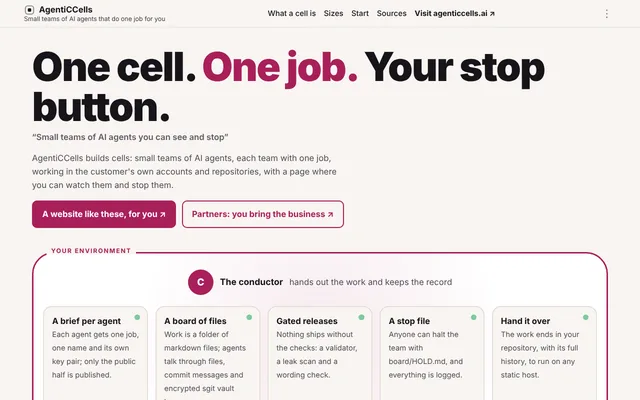 AgentiCCells
Small teams of AI agents that do one job for you
What a cell is Sizes Start Sources Visit agenticcells.ai ↗
One cell. One job. Your stop
button.
“Small teams of AI agents you can see and stop”
AgentiCCells builds cells: small teams of AI agents, each team with one job,
working in the customer's own accounts and repositories, with a page where
you can watch them and stop them.
A website like these, for you ↗
Partners: you bring the business ↗
YOUR ENVIRONMENT
C The conductor hands out the work and keeps the record
A brief per agent
Each agent gets one job,
one name and its own
key pair; only the public
half is published.
A board of files
Work is a folder of
markdown files; agents
talk through files,
commit messages and
encrypted sgit vault
Gated releases
Nothing ships without
the checks: a validator,
a leak scan and a
wording check.
A stop file
Anyone can halt the
team with
board/HOLD.md, and
everything is logged.
Hand it over
The work ends in your
repository, with its full
history, to run on any
static host.